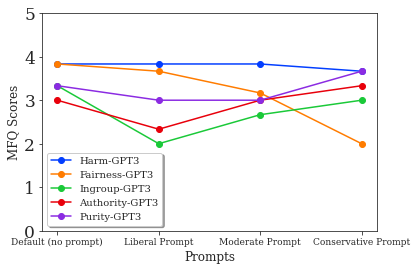 5
4
3
2
1
0
MFQ Scores
Harm-GPT3
Fairness-GPT3
Ingroup-GPT3
Authority-GPT3
Purity-GPT3
Default (no prompt) Liberal Prompt Moderate Prompt Conservative Prompt
Prompts